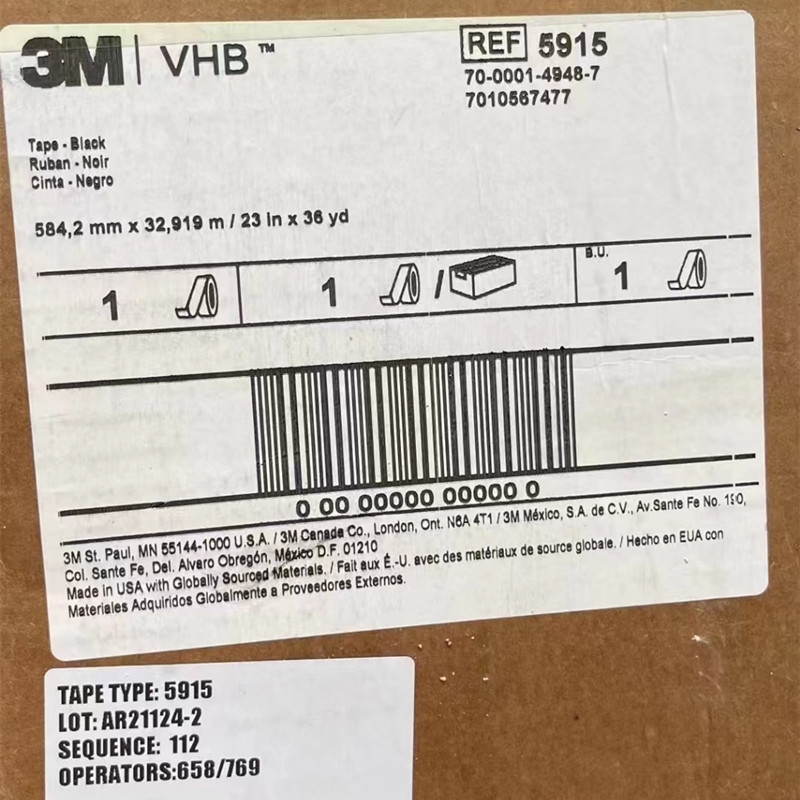 3M | VHB™
REF 5915
70-0001-4948-7
7010567477
Tape - Black
Ruban - Noir
Cinta - Negro
584,2 mm x 32,919 m / 23 in x 36 yd
1 1 / B.U. 1
0 00 00000 00000 0
3M St. Paul, MN 55144-1000 U.S.A. / 3M Canada Co., London, Ont. N6A 4T1 / 3M México, S.A. de C.V., Av.Sante Fe No. 190,
Col. Sante Fe, Del. Alvaro Obregón, México D.F. 01210
Made in USA with Globally Sourced Materials. / Fait aux É.-U. avec des matériaux de source globale. / Hecho en EUA con
Materiales Adquiridos Globalmente a Proveedores Externos.
TAPE TYPE: 5915
LOT: AR21124-2
SEQUENCE: 112
OPERATORS:658/769